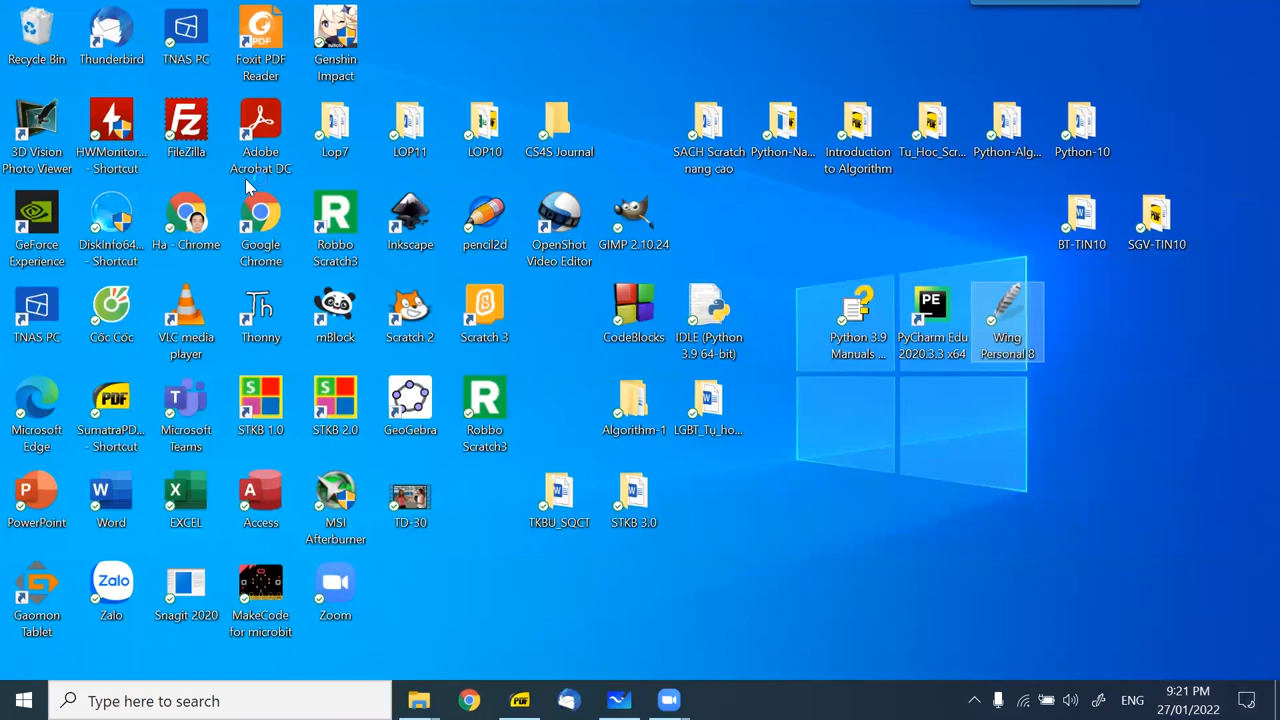 Recycle Bin
Thunderbird
TNAS PC
Foxit PDF
Reader
Genshin
Impact
3D Vision
Photo Viewer
HWMonitor...
- Shortcut
FileZilla
Adobe
Acrobat DC
Lop7
LOP11
LOP10
CS4S Journal
SACH Scratch
nang cao
Python-Na...
Introduction
to Algorithm
Tu_Hoc_Scr...
Python-Alg...
Python-10
GeForce
Experience
DiskInfo64...
- Shortcut
Ha - Chrome
Google
Chrome
Robbo
Scratch3
Inkscape
pencil2d
OpenShot
Video Editor
GIMP 2.10.24
BT-TIN10
SGV-TIN10
TNAS PC
Cốc Cốc
VLC media
player
Thonny
mBlock
Scratch 2
Scratch 3
CodeBlocks
IDLE (Python
3.9 64-bit)
Python 3.9
Manuals ...
PyCharm Edu
2020.3.3 x64
Wing
Personal 8
Microsoft
Edge
SumatraPD...
- Shortcut
Microsoft
Teams
STKB 1.0
STKB 2.0
GeoGebra
Robbo
Scratch3
Algorithm-1
LGBT_Tụ_ho...
PowerPoint
Word
EXCEL
Access
MSI
Afterburner
TD-30
TKBU_SQCT
STKB 3.0
Gaomon
Tablet
Zalo
Zalo
Snagit 2020
MakeCode
for microbit
Zoom
Type here to search
ENG
9:21 PM
27/01/2022